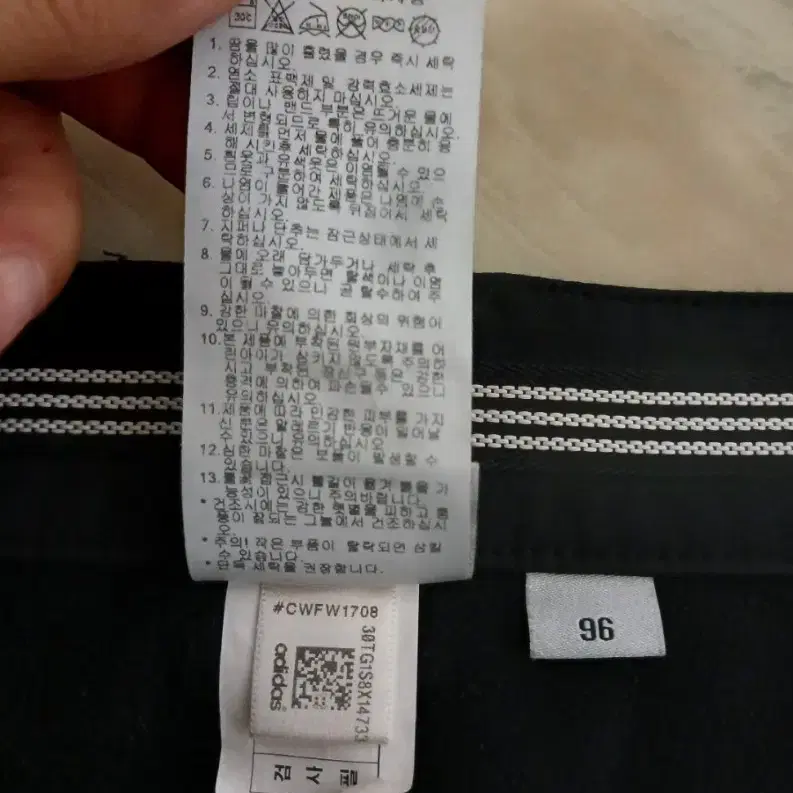 30℃
1. 땀을 많이 흘렸을 경우 즉시 세탁
하십시오.
2. 염소 표백제 및 강력효소세제는
절대 사용하지 마십시오.
3. 밑이나 밴드 부분은 뜨거운 물에
서 변형되므로 특히 유의하십시오.
4. 세제를 먼저 물에 풀어 충분히 용
해 시킨후 세탁하십시오.
5. 흰옷과 유색옷은 이염될 수 있으
므로 구분하여 세탁하십시오.
6. 니 이 들어간 제품은 나염에 손
상이 가지 않도록 뒤집어서 세탁
하십시오.
7. 지퍼나 단추는 잠근상태에서 세
탁하십시오.
8. 물에 오래 담가두거나 세탁 후
그대로 놓아두면 탈색이나 이염
이 될 수 있으니 삼 하여 주
십시오.
9. 강한 마찰에 의한 화상의 위험이
있으니 유의하십시오.
10. 본 제품에 부착된 부자재를 어
린아이가 삼키지 않도록 주의하
시고 부착된 강한
충격에 의하여 파손될 수 있으니
유의하십시오.
11. 제품에 따라 민감한 피부를 가지
신분은 알레르기 반응이 일어날
수 있으니 유의하십시오.
12. 심한 마찰은 보풀이 발생할 수
있습니다.
13. 착용시 뜯길 가
능성이 있으니 주의바랍니다.
* 건조시에는 강한 햇볕을 피하고 통
풍이 잘 되는 그늘에서 건조하십시
오.
* 주의! 작은 부품이 탈락되면 삼킬
수 있습니다.
* 단독 세탁을 권장합니다.
#CWFW1708
30TG1S8X1473
adidas
검 사 필
96